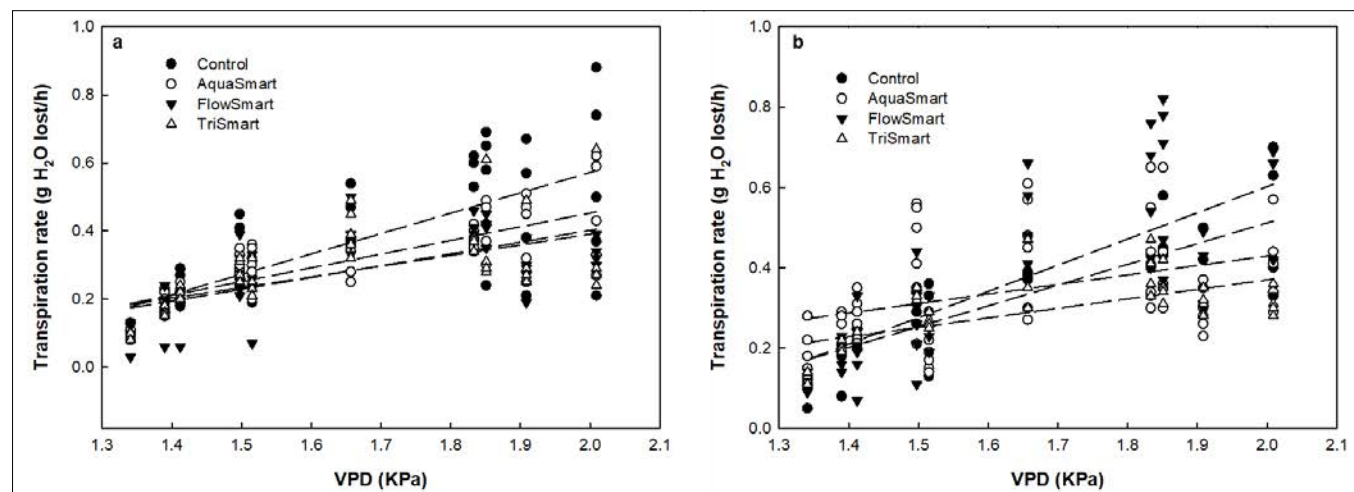 a
Control
AquaSmart
FlowSmart
TriSmart
1.0
0.8
0.6
0.4
0.2
0.0
1.3 1.4 1.5 1.6 1.7 1.8 1.9 2.0 2.1
Transpiration rate (g H₂O lost/h)
VPD (KPa)
b
Control
AquaSmart
FlowSmart
TriSmart
1.0
0.8
0.6
0.4
0.2
0.0
1.3 1.4 1.5 1.6 1.7 1.8 1.9 2.0 2.1
Transpiration rate (g H₂O lost/h)
VPD (KPa)